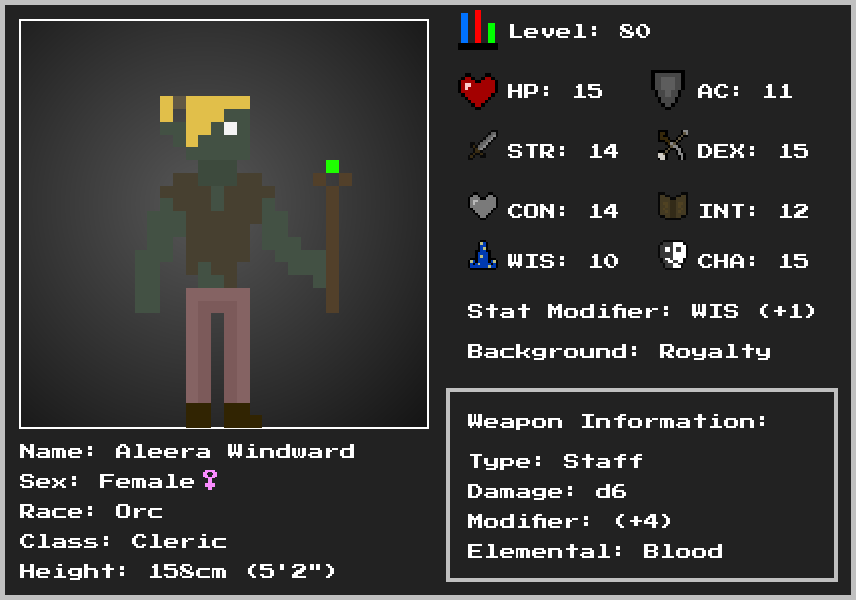 Level: 80
HP: 15 AC: 11
STR: 14 DEX: 15
CON: 14 INT: 12
WIS: 10 CHA: 15
Stat Modifier: WIS (+1)
Background: Royalty
Weapon Information:
Type: Staff
Damage: d6
Modifier: (+4)
Elemental: Blood
Name: Aleera Windward
Sex: Female♀
Race: Orc
Class: Cleric
Height: 158cm (5'2")